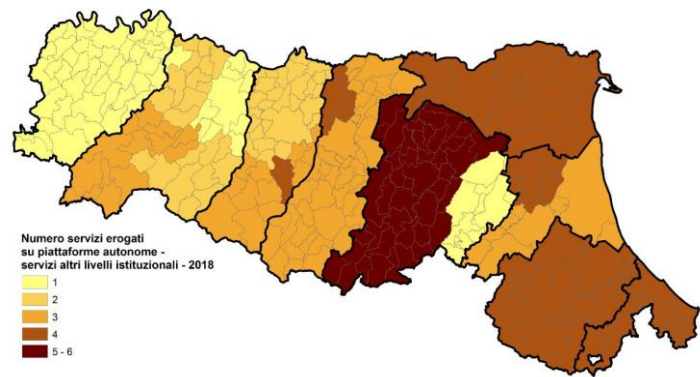 Numero servizi erogati
su piattaforme autonome -
servizi altri livelli istituzionali - 2018
1
2
3
4
5 - 6